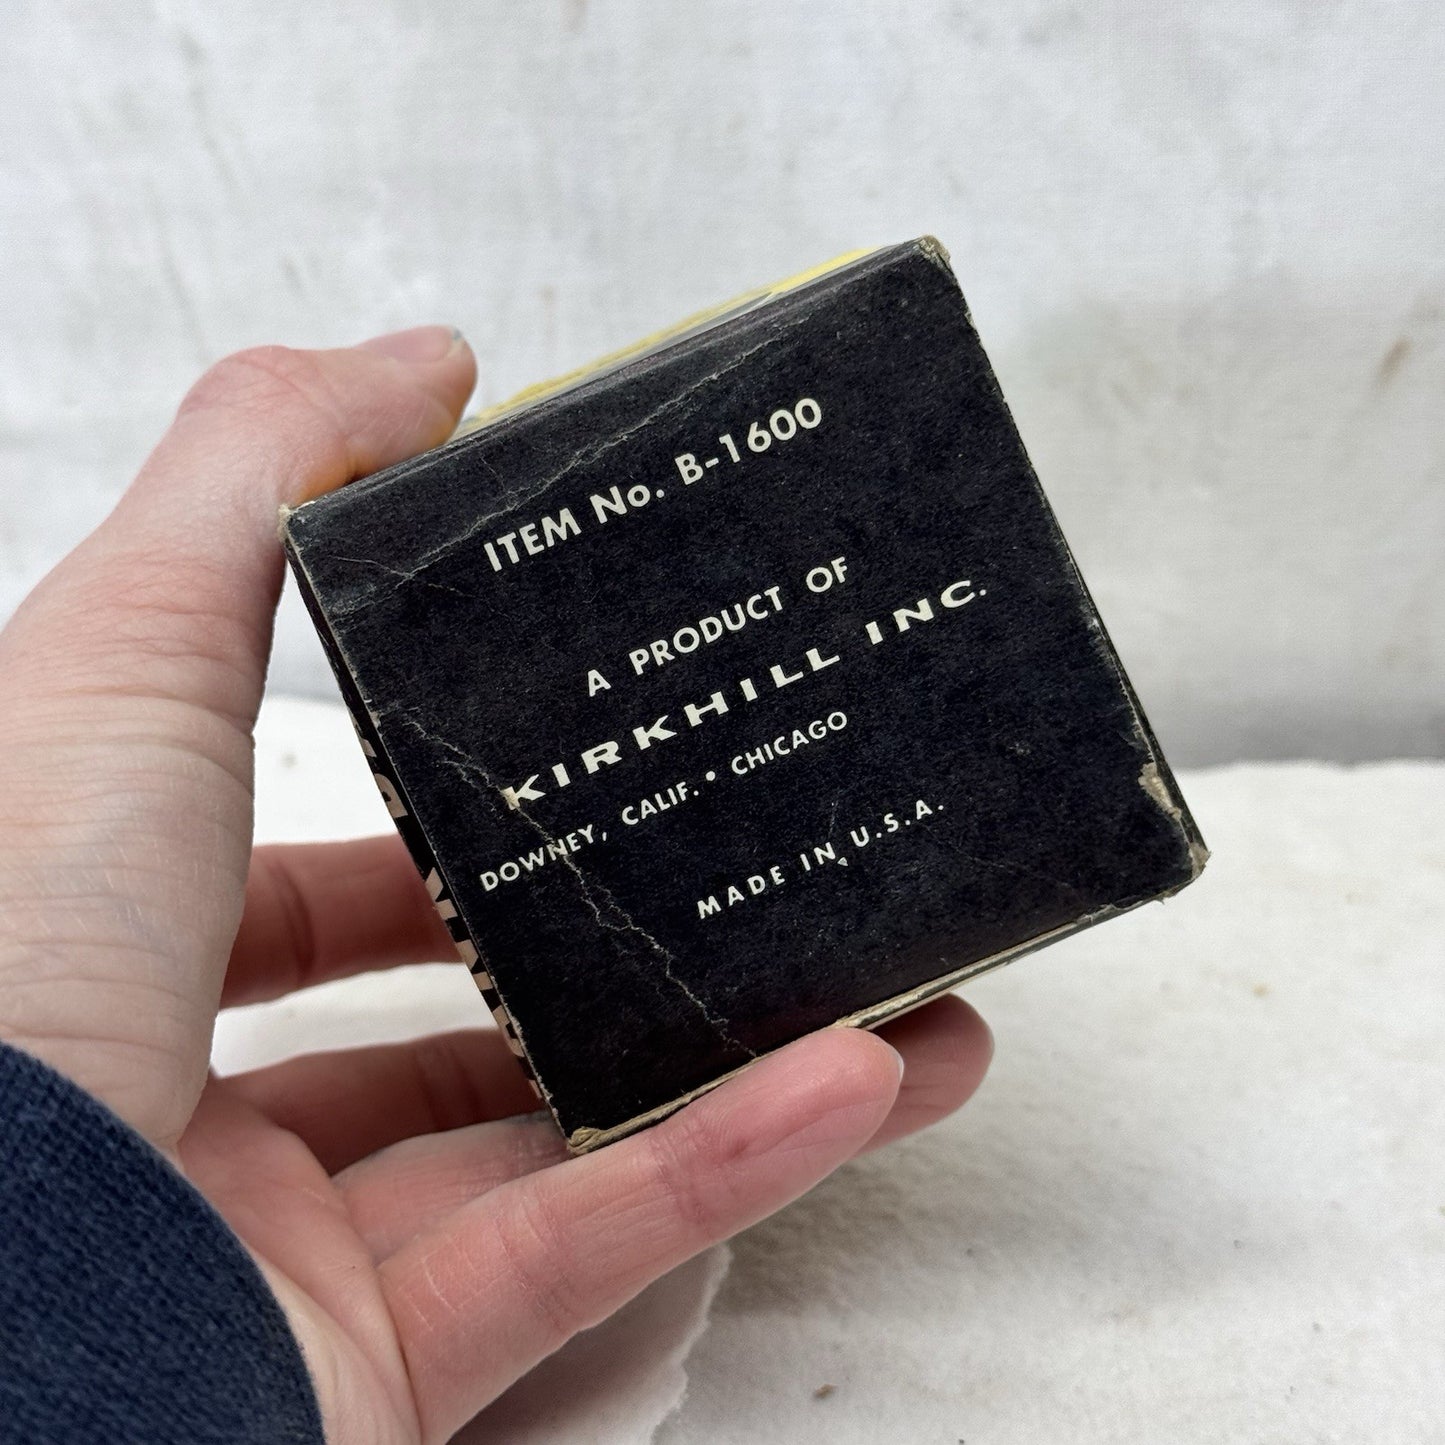 ITEM No. B-1600
A PRODUCT OF
KIRKHILL INC.
DOWNEY, CALIF. • CHICAGO
MADE IN U.S.A.